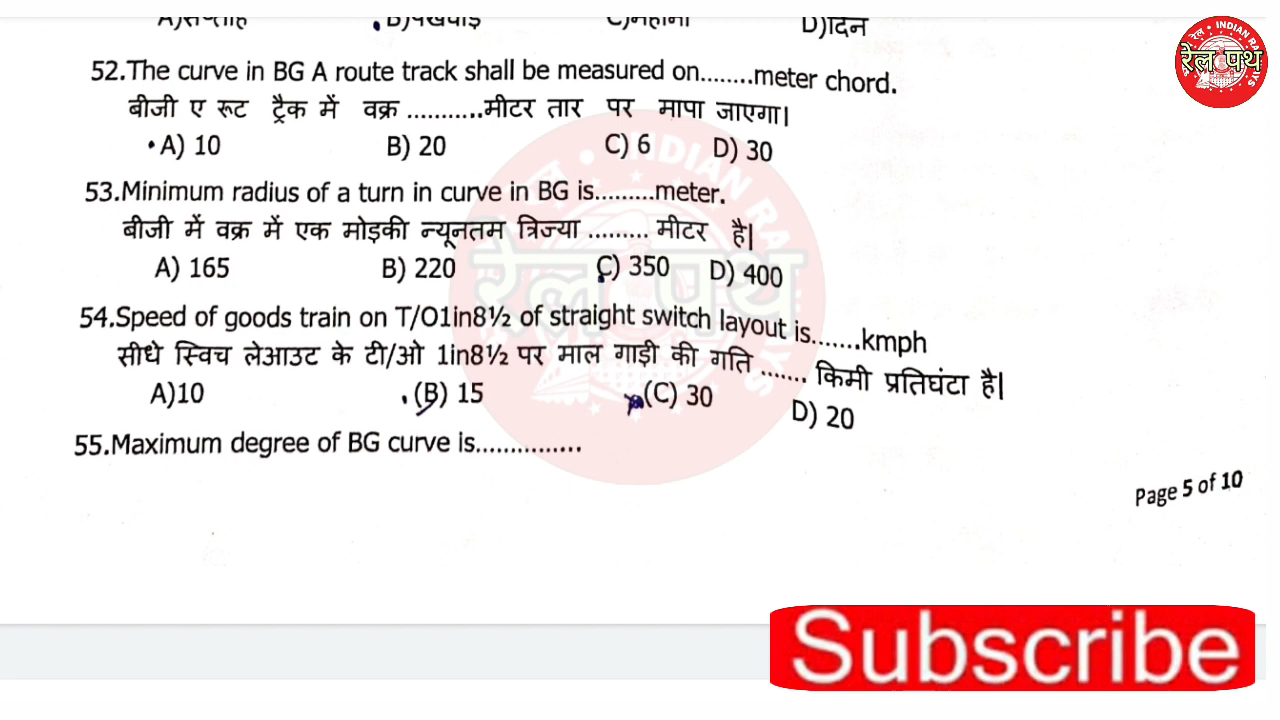 A)सप्ताह B)पखवाड़े C)महीना D)दिन
52.The curve in BG A route track shall be measured on........meter chord.
बीजी ए रूट ट्रैक में वक्र ...........मीटर तार पर मापा जाएगा।
A) 10 B) 20 C) 6 D) 30
53.Minimum radius of a turn in curve in BG is.........meter.
बीजी में वक्र में एक मोड़की न्यूनतम त्रिज्या ......... मीटर है|
A) 165 B) 220 C) 350 D) 400
54.Speed of goods train on T/O1in8½ of straight switch layout is.......kmph
सीधे स्विच लेआउट के टी/ओ 1in8½ पर माल गाड़ी की गति ....... किमी प्रतिघंटा है|
A)10 (B) 15 (C) 30 D) 20
55.Maximum degree of BG curve is...............
Page 5 of 10
INDIAN RAILWAYS
रेल पथ
रेल पथ
Subscribe